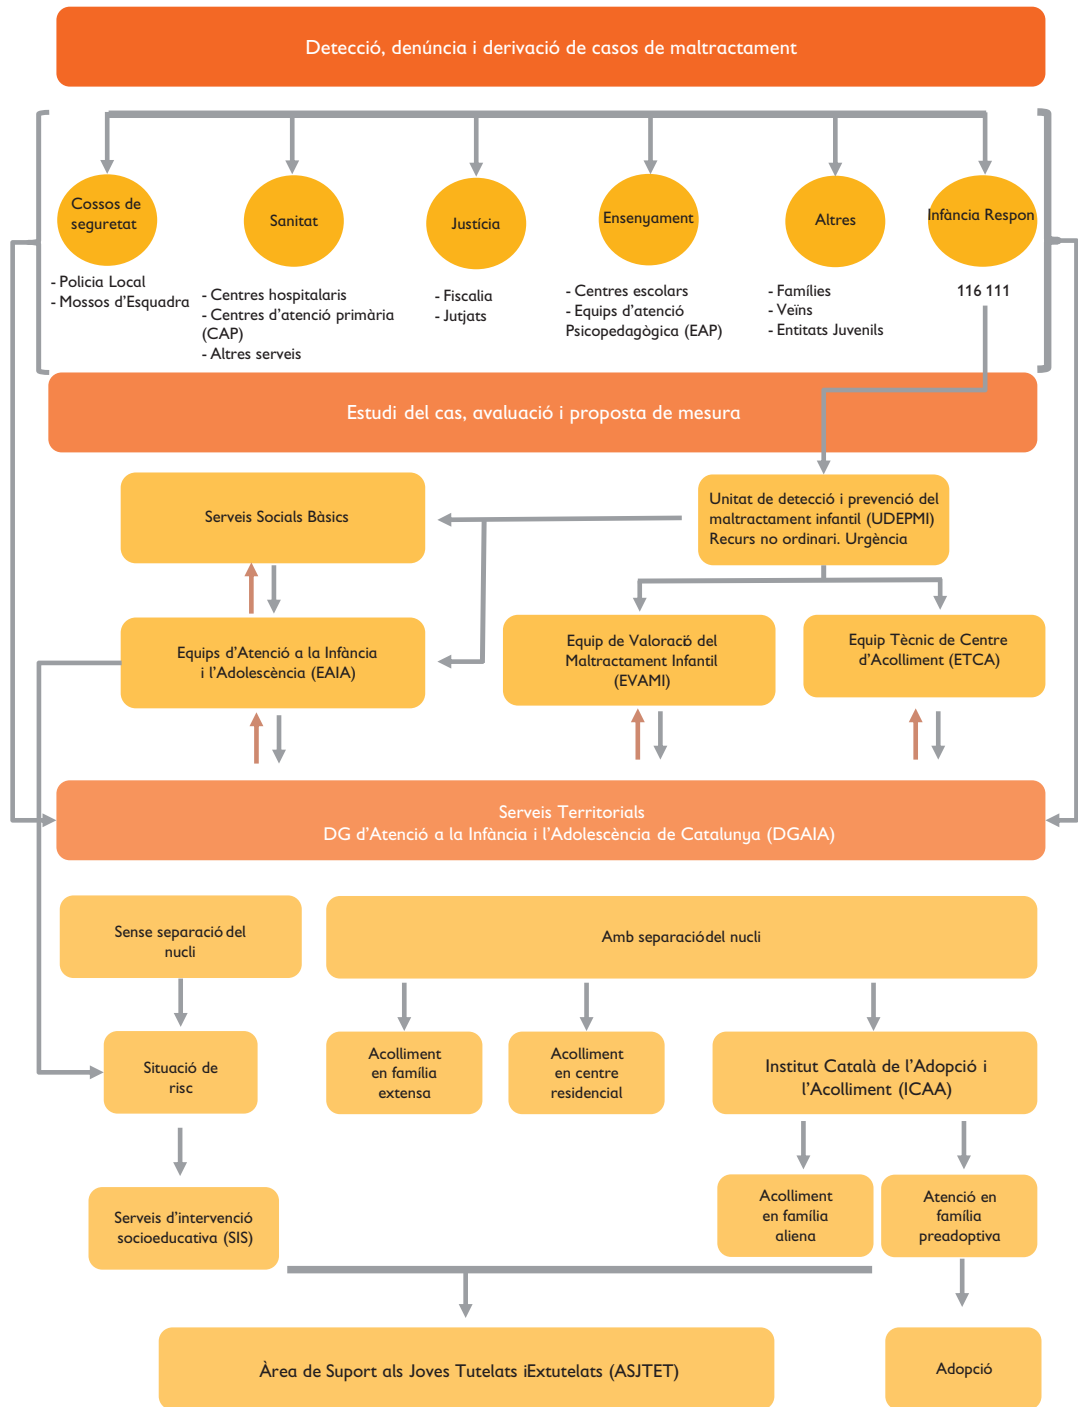 Detecció, denúncia i derivació de casos de maltractament
Cossos de
seguretat
- Policia Local
- Mossos d'Esquadra
Sanitat
- Centres hospitalaris
- Centres d'atenció primària
(CAP)
- Altres serveis
Justícia
- Fiscalia
- Jutjats
Ensenyament
- Centres escolars
- Equips d'atenció
Psicopedagògica (EAP)
Altres
- Famílies
- Veïns
- Entitats Juvenils
Infància Respon
116 111
Estudi del cas, avaluació i proposta de mesura
Serveis Socials Bàsics
Unitat de detecció i prevenció del
maltractament infantil (UDEPMI)
Recurs no ordinari. Urgència
Equips d'Atenció a la Infància
i l'Adolescència (EAIA)
Equip de Valoració del
Maltractament Infantil
(EVAMI)
Equip Tècnic de Centre
d'Acolliment (ETCA)
Serveis Territorials
DG d'Atenció a la Infància i l'Adolescència de Catalunya (DGAIA)
Sense separació del
nucli
Amb separació del nucli
Situació de
risc
Acolliment
en família
extensa
Acolliment
en centre
residencial
Institut Català de l'Adopció i
l'Acolliment (ICAA)
Serveis d'intervenció
socioeducativa (SIS)
Acolliment
en família
aliena
Atenció en
família
preadoptiva
Àrea de Suport als Joves Tutelats iExtutelats (ASJTET)
Adopció